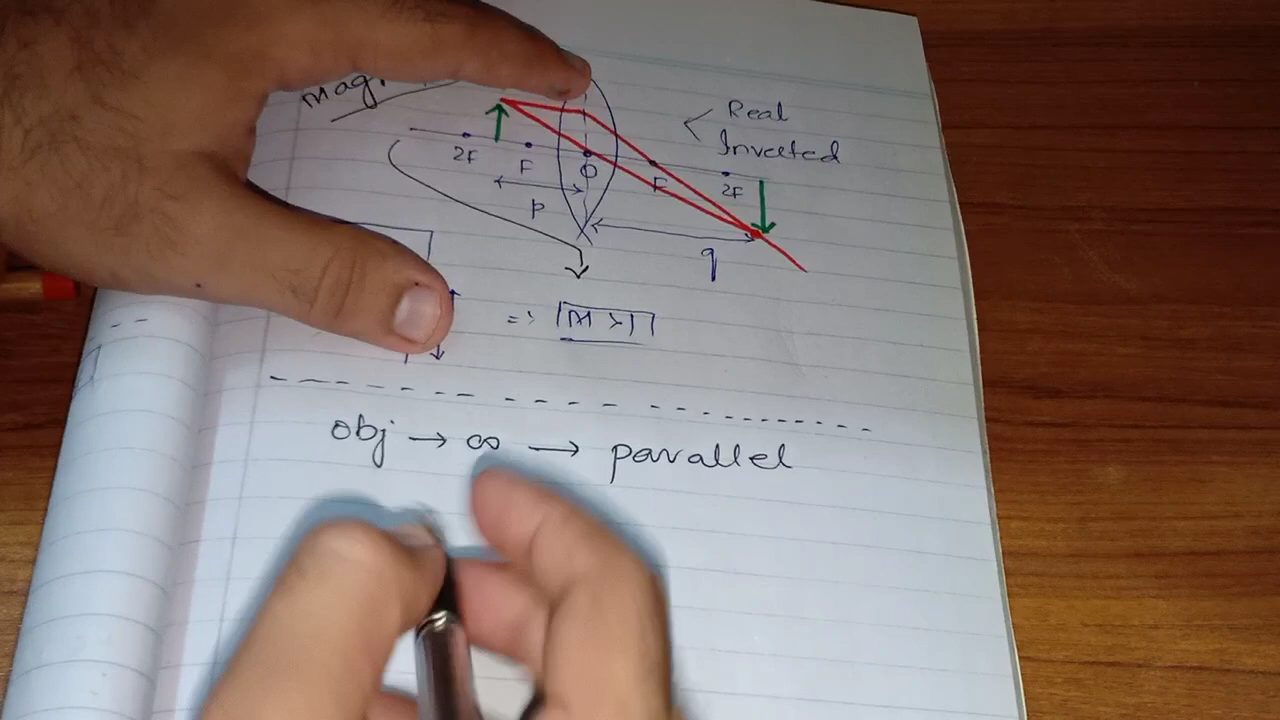 Real
Inverted
2F F O F 2F
p
q
=> M > 1
obj → ∞ → parallel